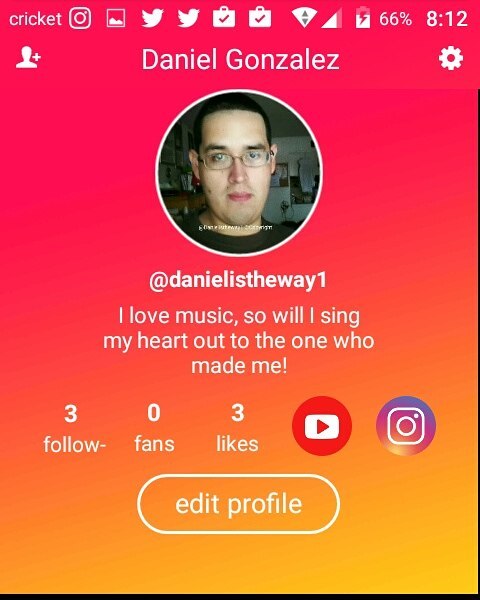 cricket 66% 8:12
Daniel Gonzalez
@danielistheway1
I love music, so will I sing
my heart out to the one who
made me!
3 0 3
follow- fans likes
edit profile